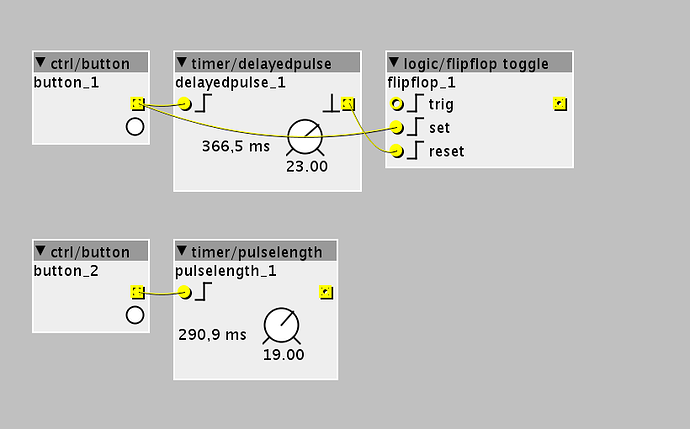 ctrl/button
button_1
timer/delayedpulse
delayedpulse_1
366,5 ms
23.00
logic/flipflop toggle
flipflop_1
trig
set
reset
ctrl/button
button_2
timer/pulselength
pulselength_1
290,9 ms
19.00